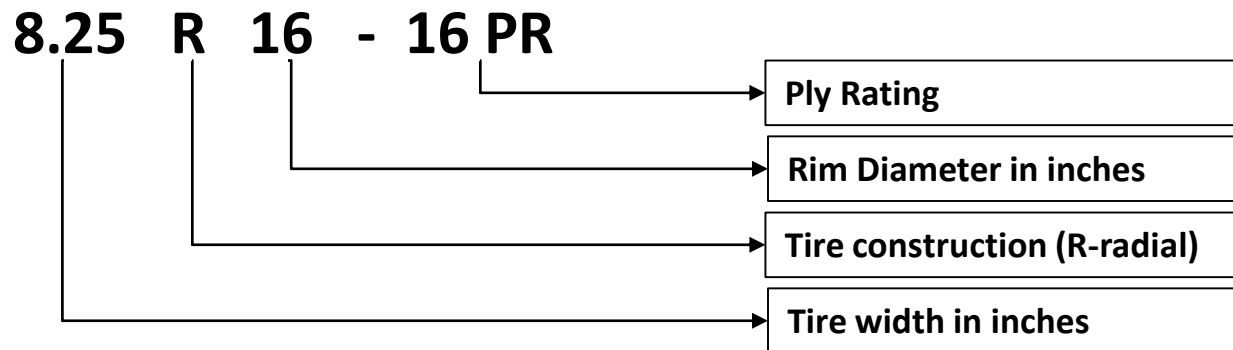 8.25 R 16 - 16 PR
Ply Rating
Rim Diameter in inches
Tire construction (R-radial)
Tire width in inches